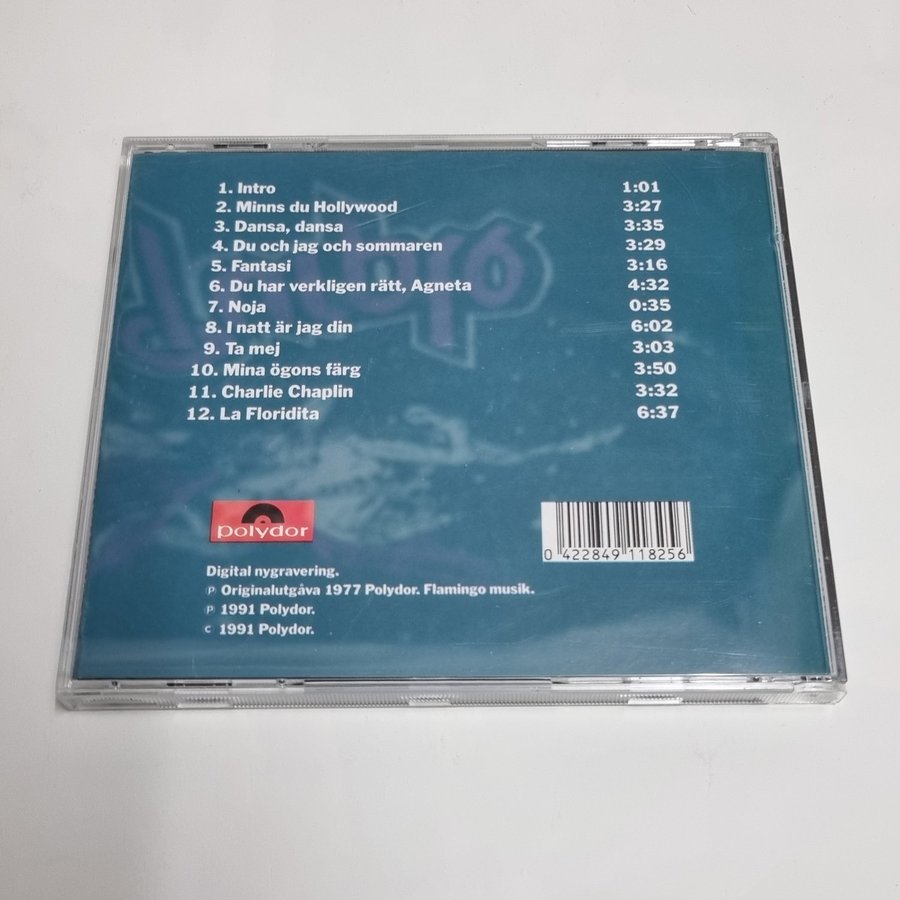 1. Intro 1:01
2. Minns du Hollywood 3:27
3. Dansa, dansa 3:35
4. Du och jag och sommaren 3:29
5. Fantasi 3:16
6. Du har verkligen rätt, Agneta 4:32
7. Noja 0:35
8. I natt är jag din 6:02
9. Ta mej 3:03
10. Mina ögons färg 3:50
11. Charlie Chaplin 3:32
12. La Floridita 6:37
polydor
0 422849 118256
Digital nygravering.
℗ Originalutgåva 1977 Polydor. Flamingo musik.
℗ 1991 Polydor.
© 1991 Polydor.